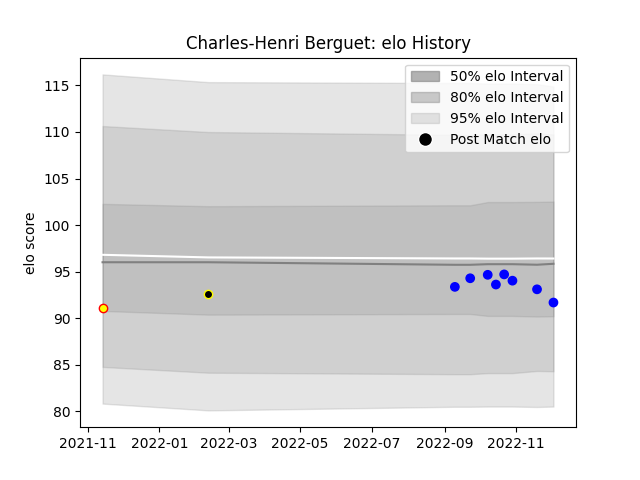 Charles-Henri Berguet: elo History
50% elo Interval
80% elo Interval
95% elo Interval
Post Match elo
elo score
115
110
105
100
95
90
85
80
2021-11 2022-01 2022-03 2022-05 2022-07 2022-09 2022-11